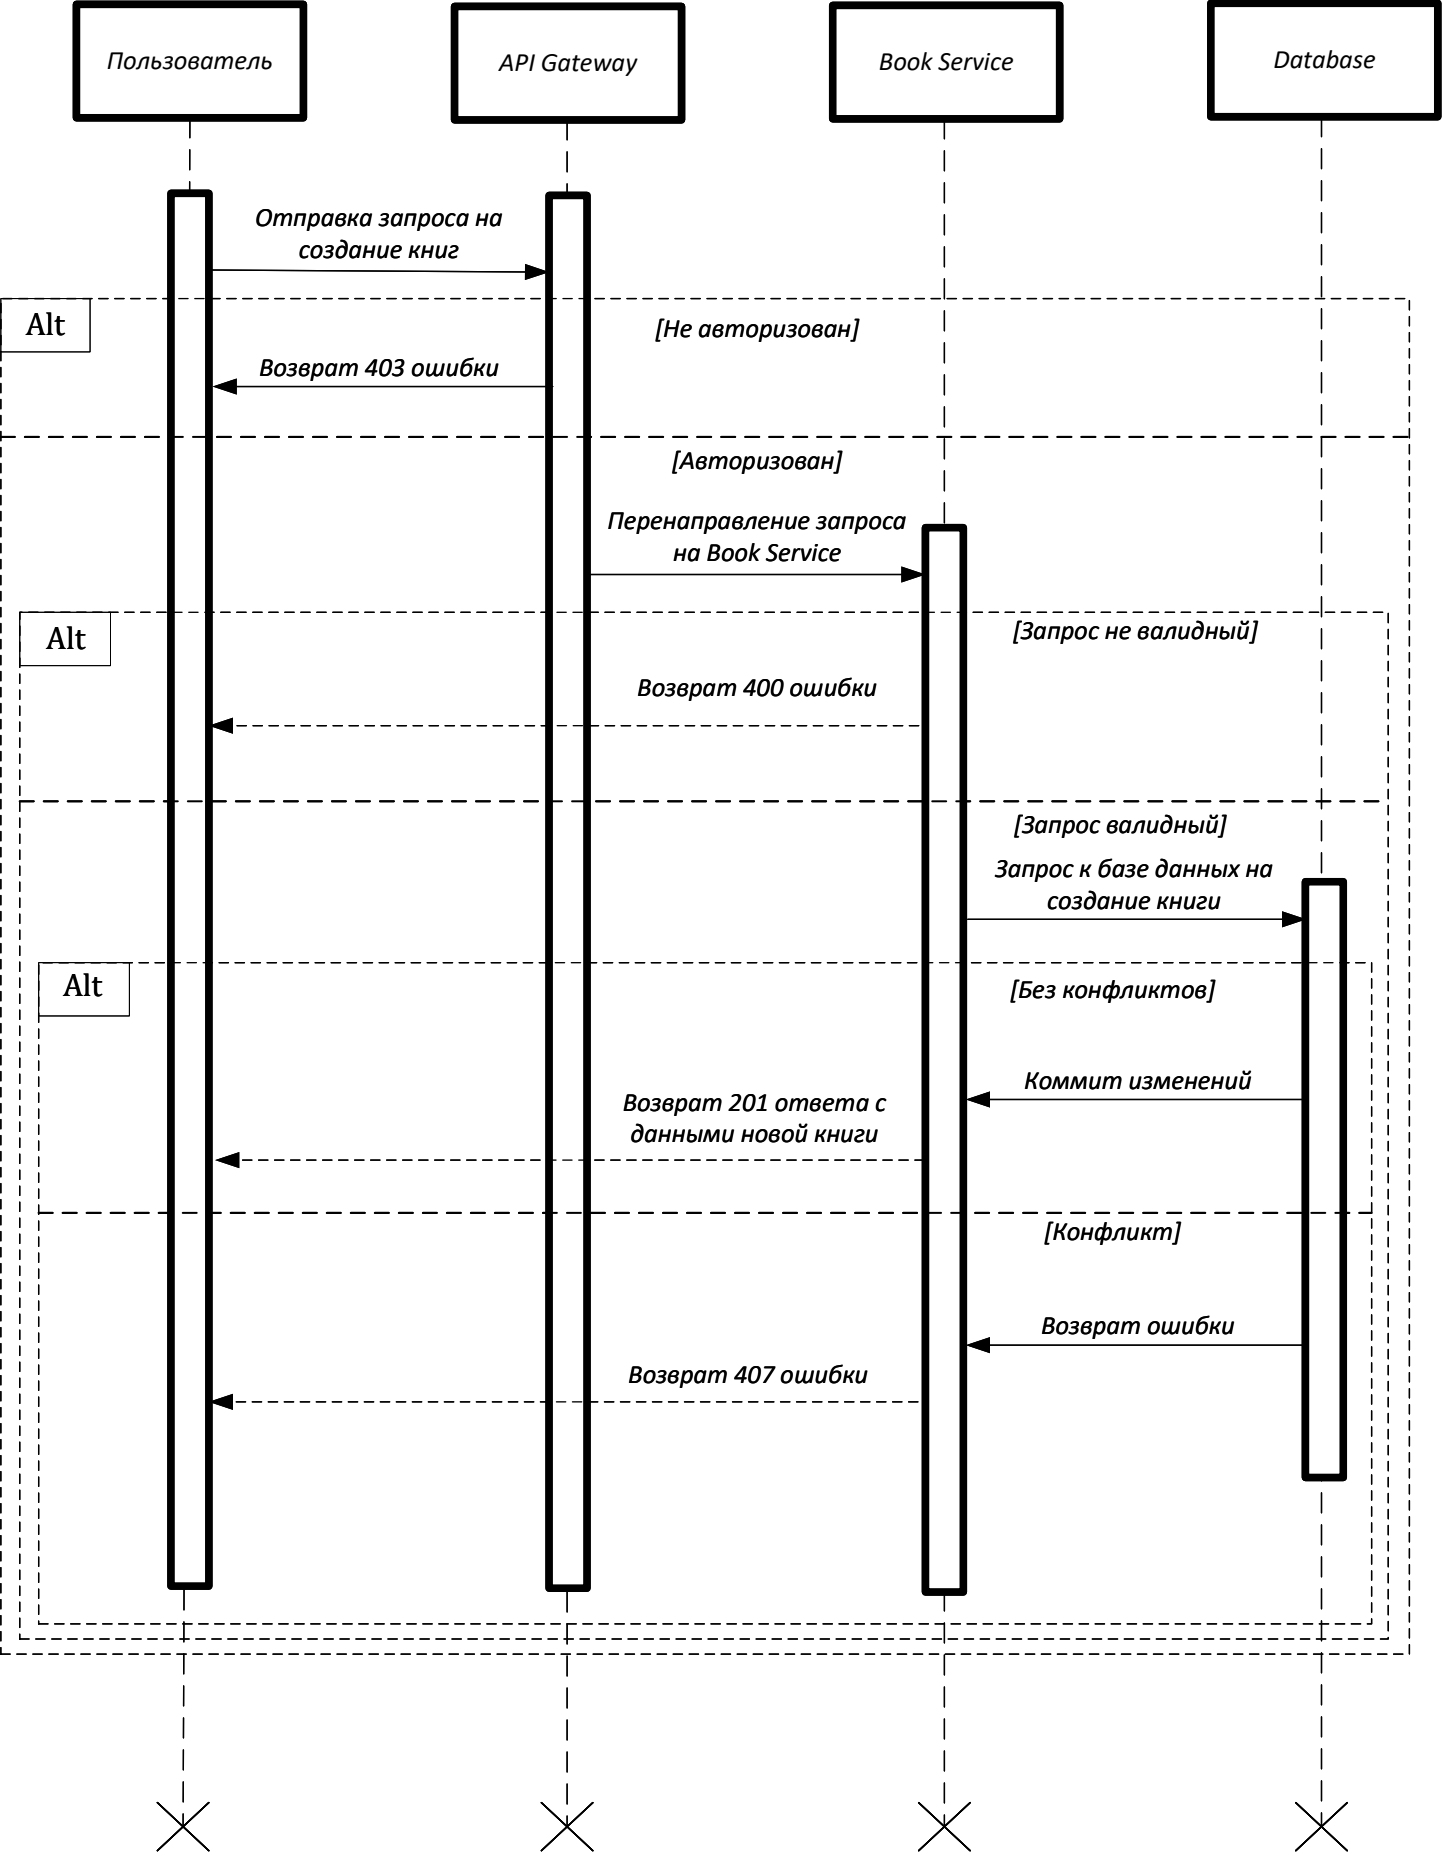 Пользователь
API Gateway
Book Service
Database
Отправка запроса на
создание книг
Alt
[Не авторизован]
Возврат 403 ошибки
[Авторизован]
Перенаправление запроса
на Book Service
Alt
[Запрос не валидный]
Возврат 400 ошибки
[Запрос валидный]
Запрос к базе данных на
создание книги
Alt
[Без конфликтов]
Коммит изменений
Возврат 201 ответа с
данными новой книги
[Конфликт]
Возврат ошибки
Возврат 407 ошибки